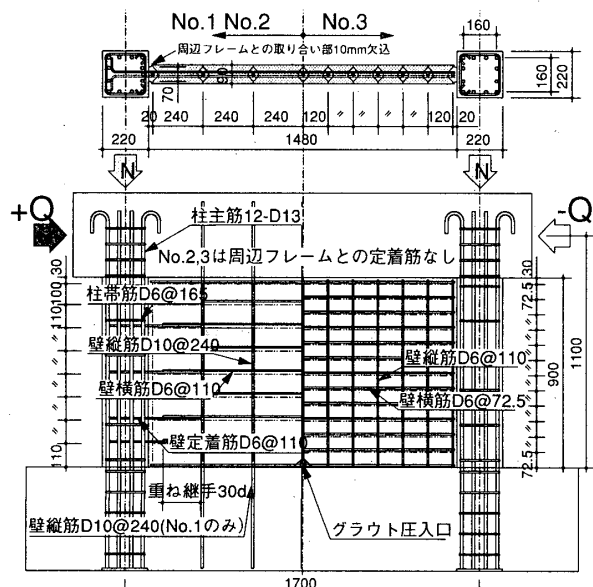 No.1 No.2 No.3
周辺フレームとの取り合い部10mm欠込
160
90
70
160
220
20 240 240 240 120 〃 〃 〃 〃 120 20
220 1480 220
N N
+Q -Q
柱主筋12-D13
No.2,3は周辺フレームとの定着筋なし
30
100
110
〃
〃
〃
〃
〃
110
柱帯筋D6@165
壁縦筋D10@240
壁横筋D6@110
壁定着筋D6@110
重ね継手30d
壁縦筋D10@240(No.1のみ)
壁縦筋D6@110
壁横筋D6@72.5
グラウト圧入口
30
72.5
〃
〃
〃
〃
〃
72.5
900
1100
1700